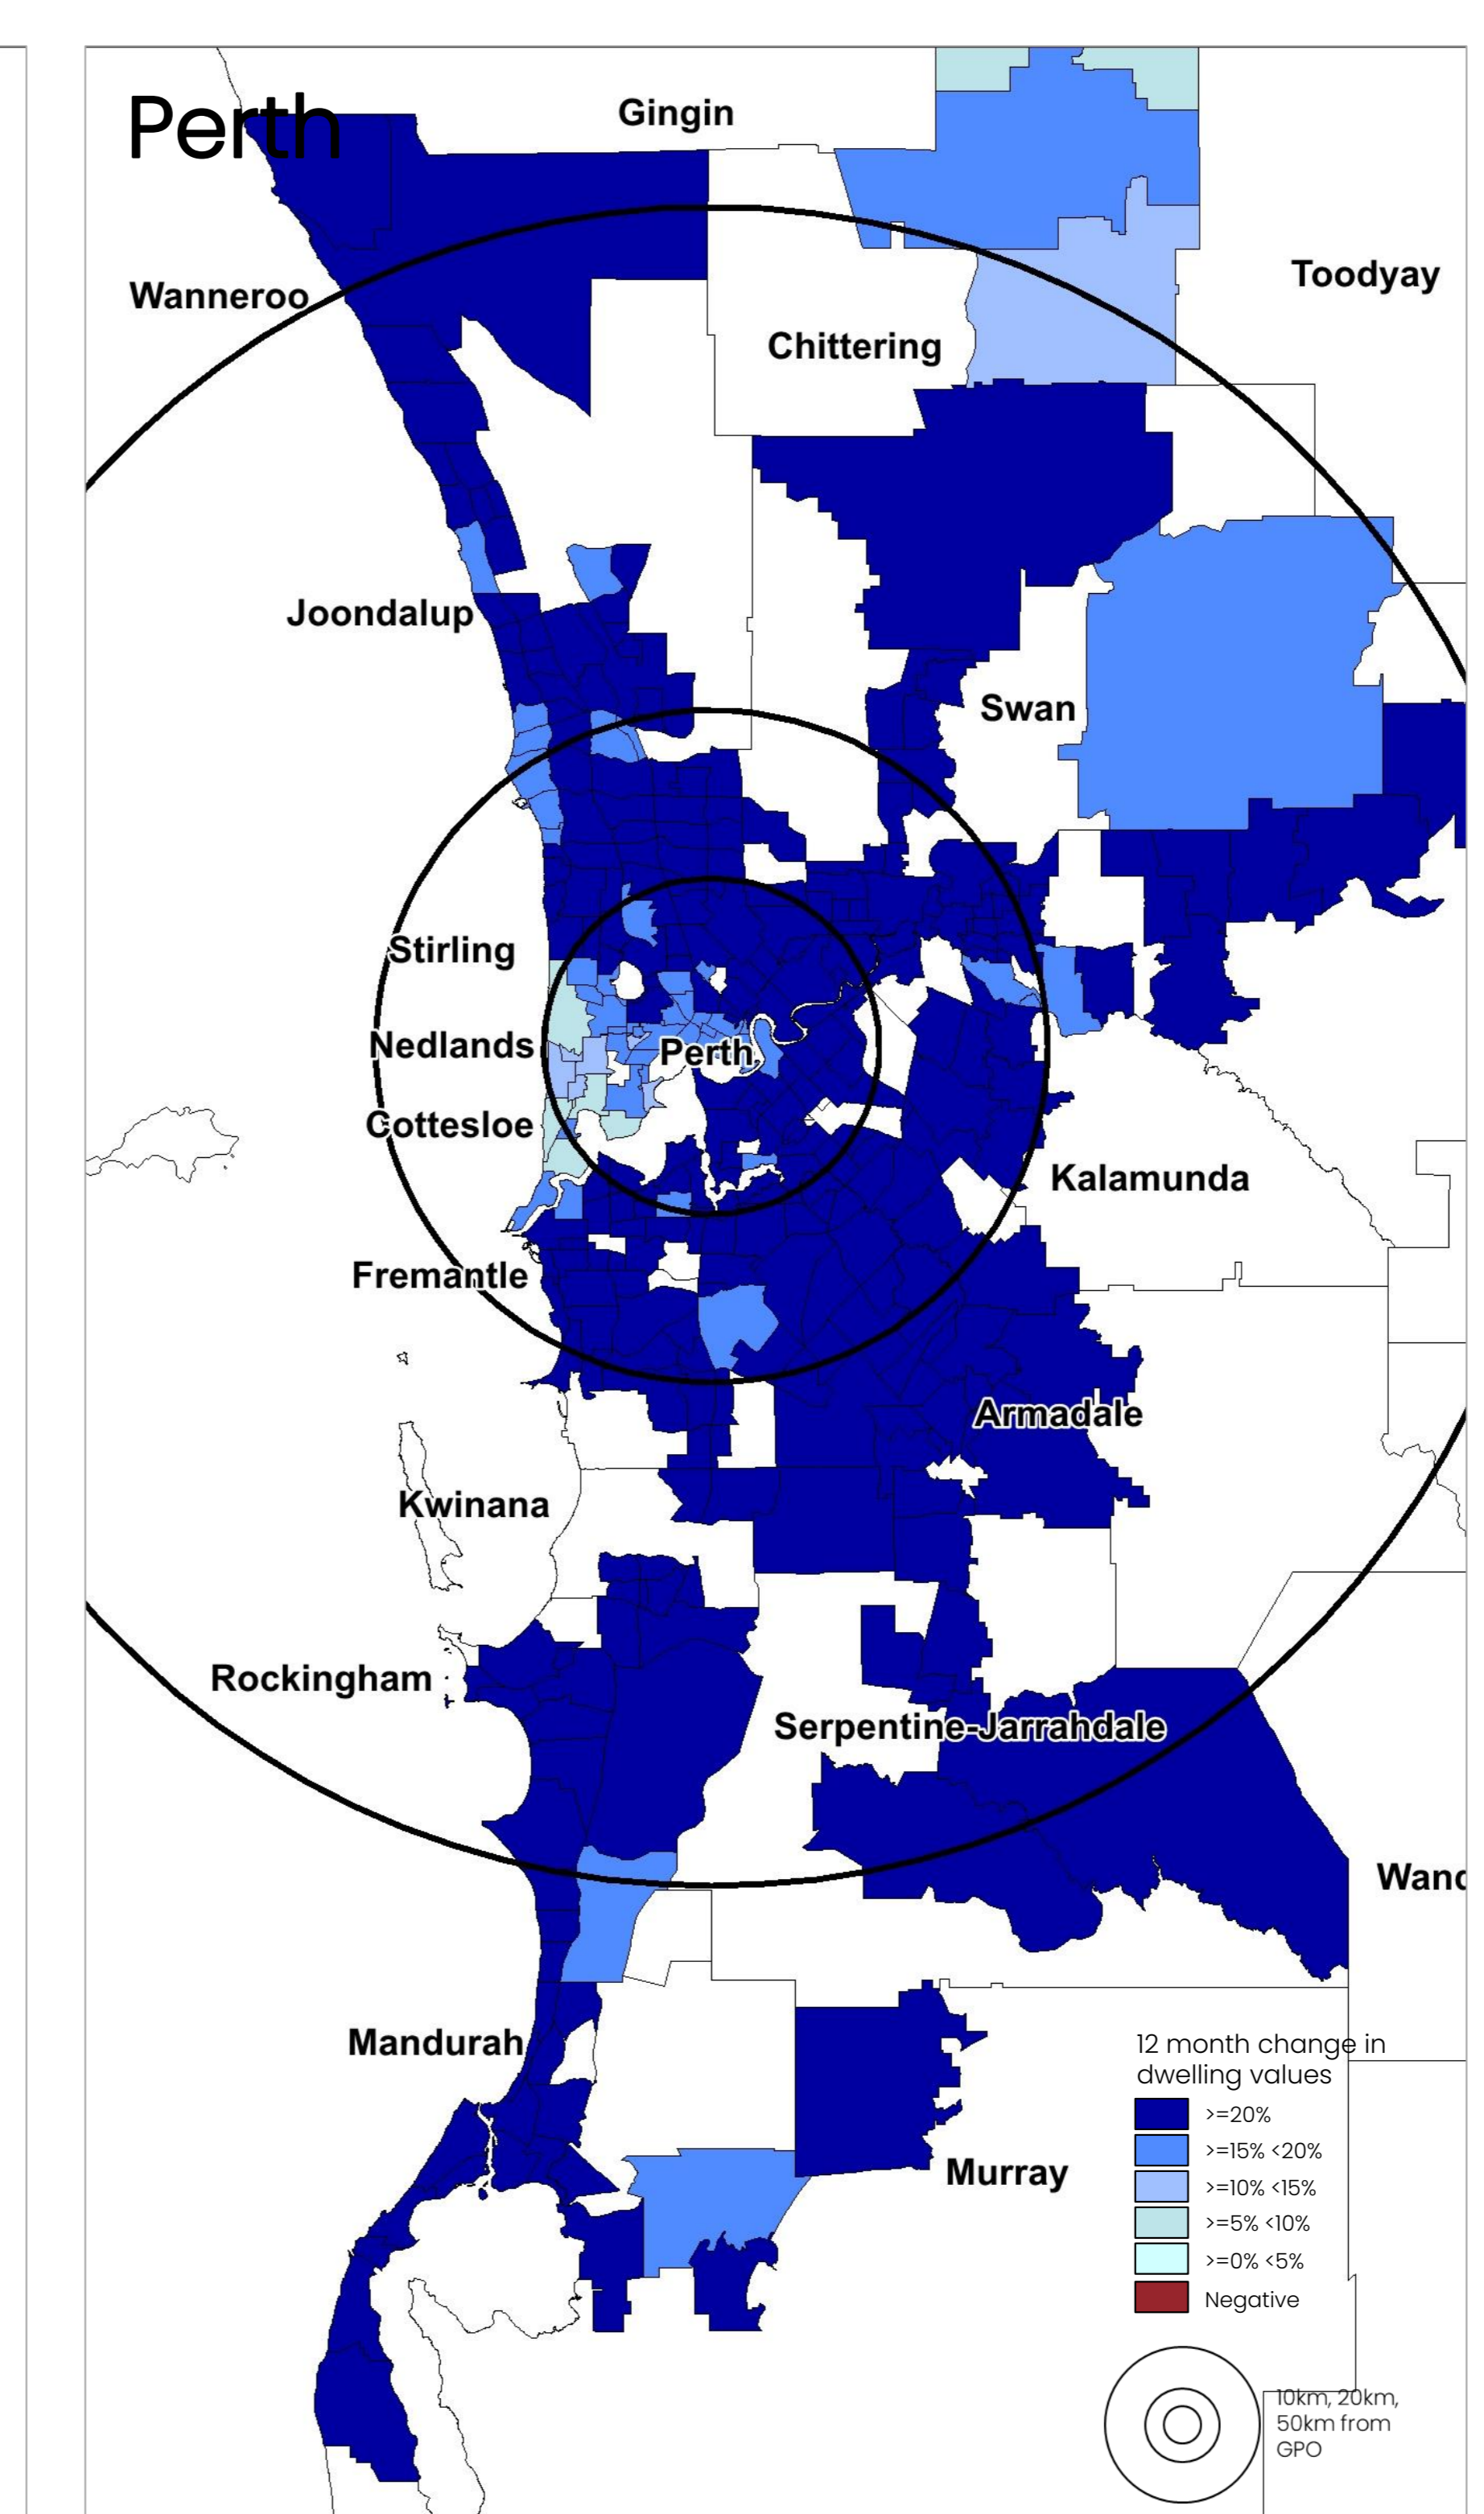 Perth
Gingin
Toodyay
Wanneroo
Chittering
Joondalup
Swan
Stirling
Nedlands
Perth
Cottesloe
Kalamunda
Fremantle
Armadale
Kwinana
Rockingham
Serpentine-Jarrahdale
Wand
Mandurah
Murray
12 month change in
dwelling values
>=20%
>=15% <20%
>=10% <15%
>=5% <10%
>=0% <5%
Negative
10km, 20km,
50km from
GPO